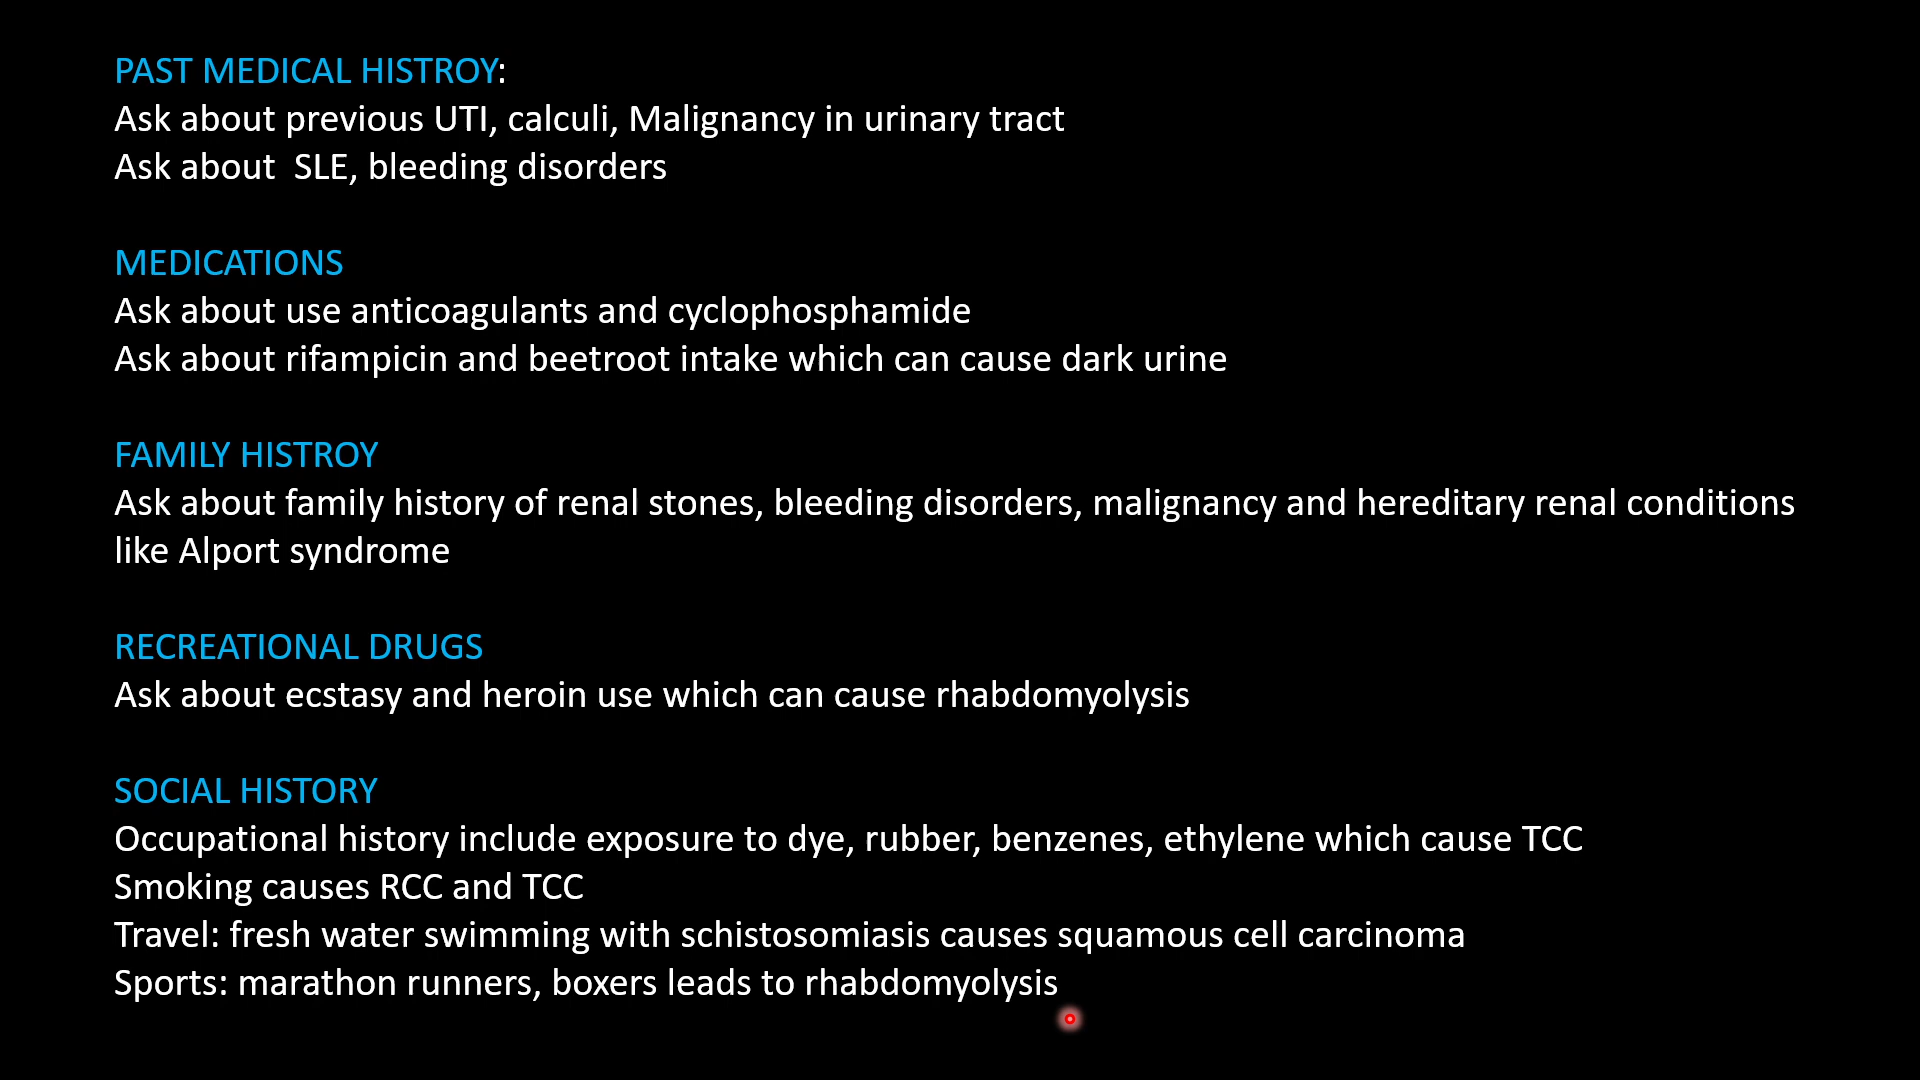 PAST MEDICAL HISTROY:
Ask about previous UTI, calculi, Malignancy in urinary tract
Ask about  SLE, bleeding disorders
MEDICATIONS
Ask about use anticoagulants and cyclophosphamide
Ask about rifampicin and beetroot intake which can cause dark urine
FAMILY HISTROY
Ask about family history of renal stones, bleeding disorders, malignancy and hereditary renal conditions
like Alport syndrome
RECREATIONAL DRUGS
Ask about ecstasy and heroin use which can cause rhabdomyolysis
SOCIAL HISTORY
Occupational history include exposure to dye, rubber, benzenes, ethylene which cause TCC
Smoking causes RCC and TCC
Travel: fresh water swimming with schistosomiasis causes squamous cell carcinoma
Sports: marathon runners, boxers leads to rhabdomyolysis